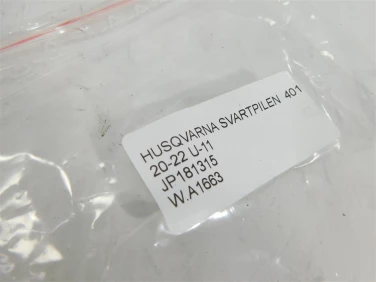 HUSQVARNA SVARTPILEN 401
20-22 U-11
JP181315
W.A1663